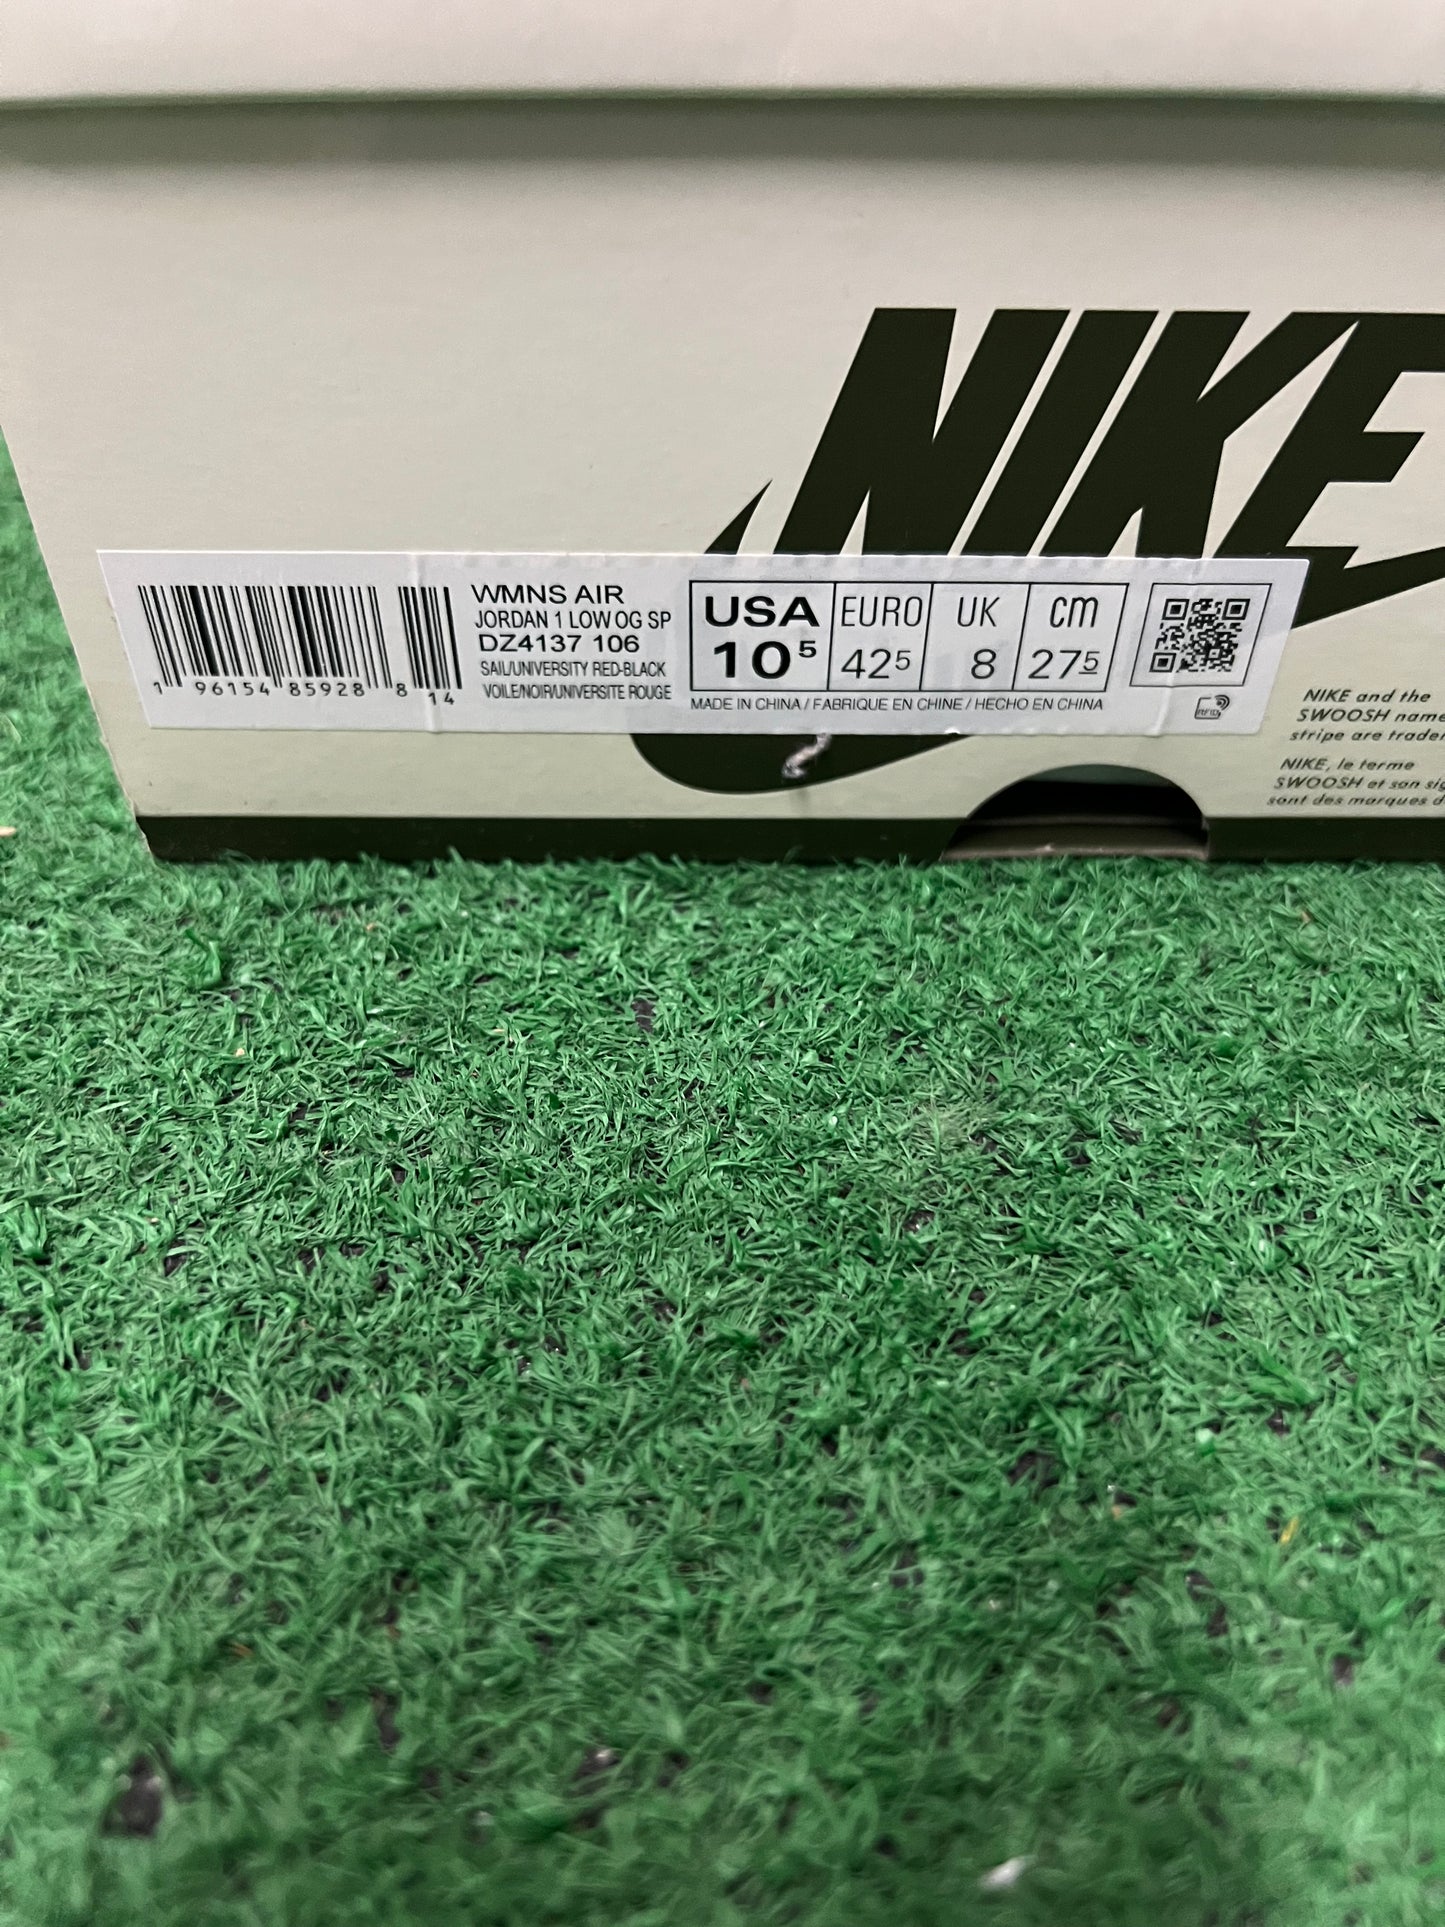 NIKE
WMNS AIR
JORDAN 1 LOW OG SP
DZ4137 106
SAIL/UNIVERSITY RED-BLACK
VOILE/NOIR/UNIVERSITE ROUGE
1 96154 85928 8 14
USA EURO UK cm
10⁵ 42⁵ 8 27⁵
MADE IN CHINA / FABRIQUE EN CHINE / HECHO EN CHINA
RFID
NIKE and the
SWOOSH name
stripe are
NIKE, le terme
SWOOSH et son
sont des marques